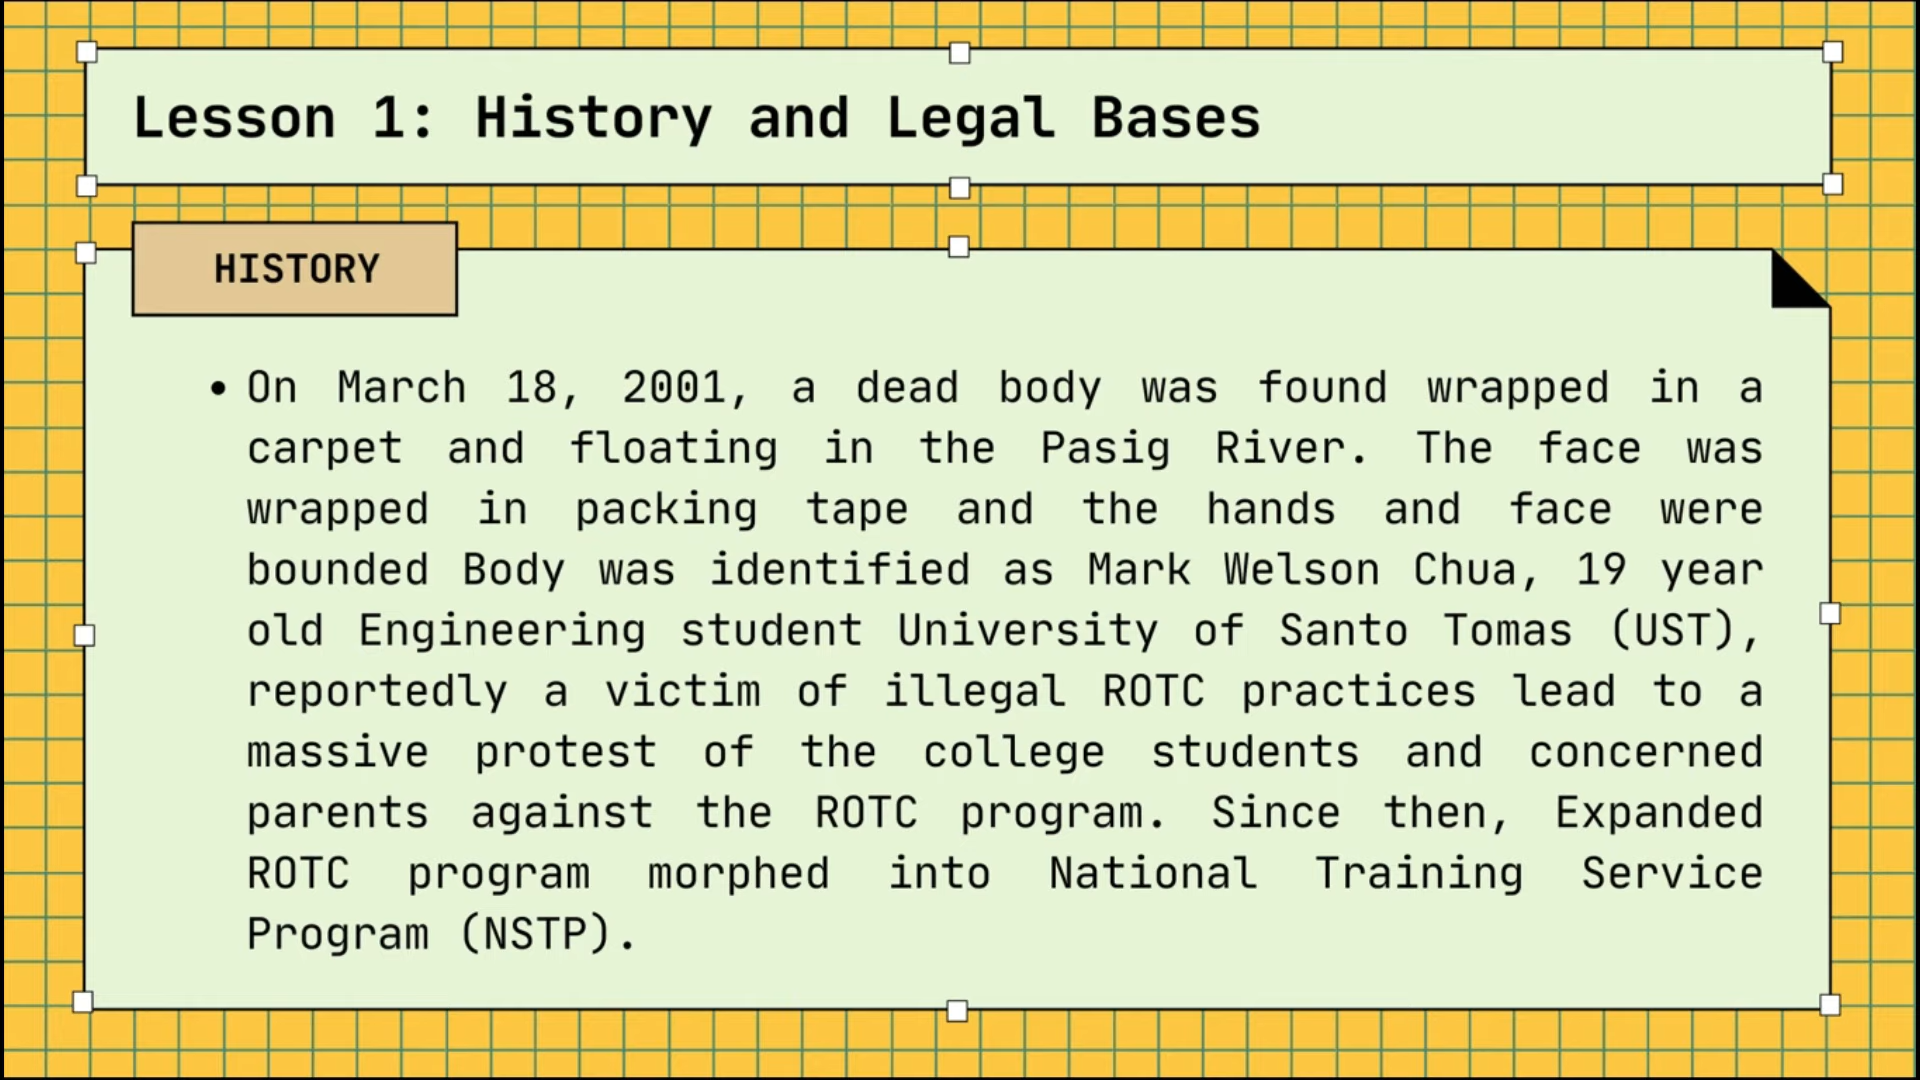 Lesson 1: History and Legal Bases
HISTORY
• On March 18, 2001, a dead body was found wrapped in a
carpet and floating in the Pasig River. The face was
wrapped in packing tape and the hands and face were
bounded Body was identified as Mark Welson Chua, 19 year
old Engineering student University of Santo Tomas (UST),
reportedly a victim of illegal ROTC practices lead to a
massive protest of the college students and concerned
parents against the ROTC program. Since then, Expanded
ROTC program morphed into National Training Service
Program (NSTP).